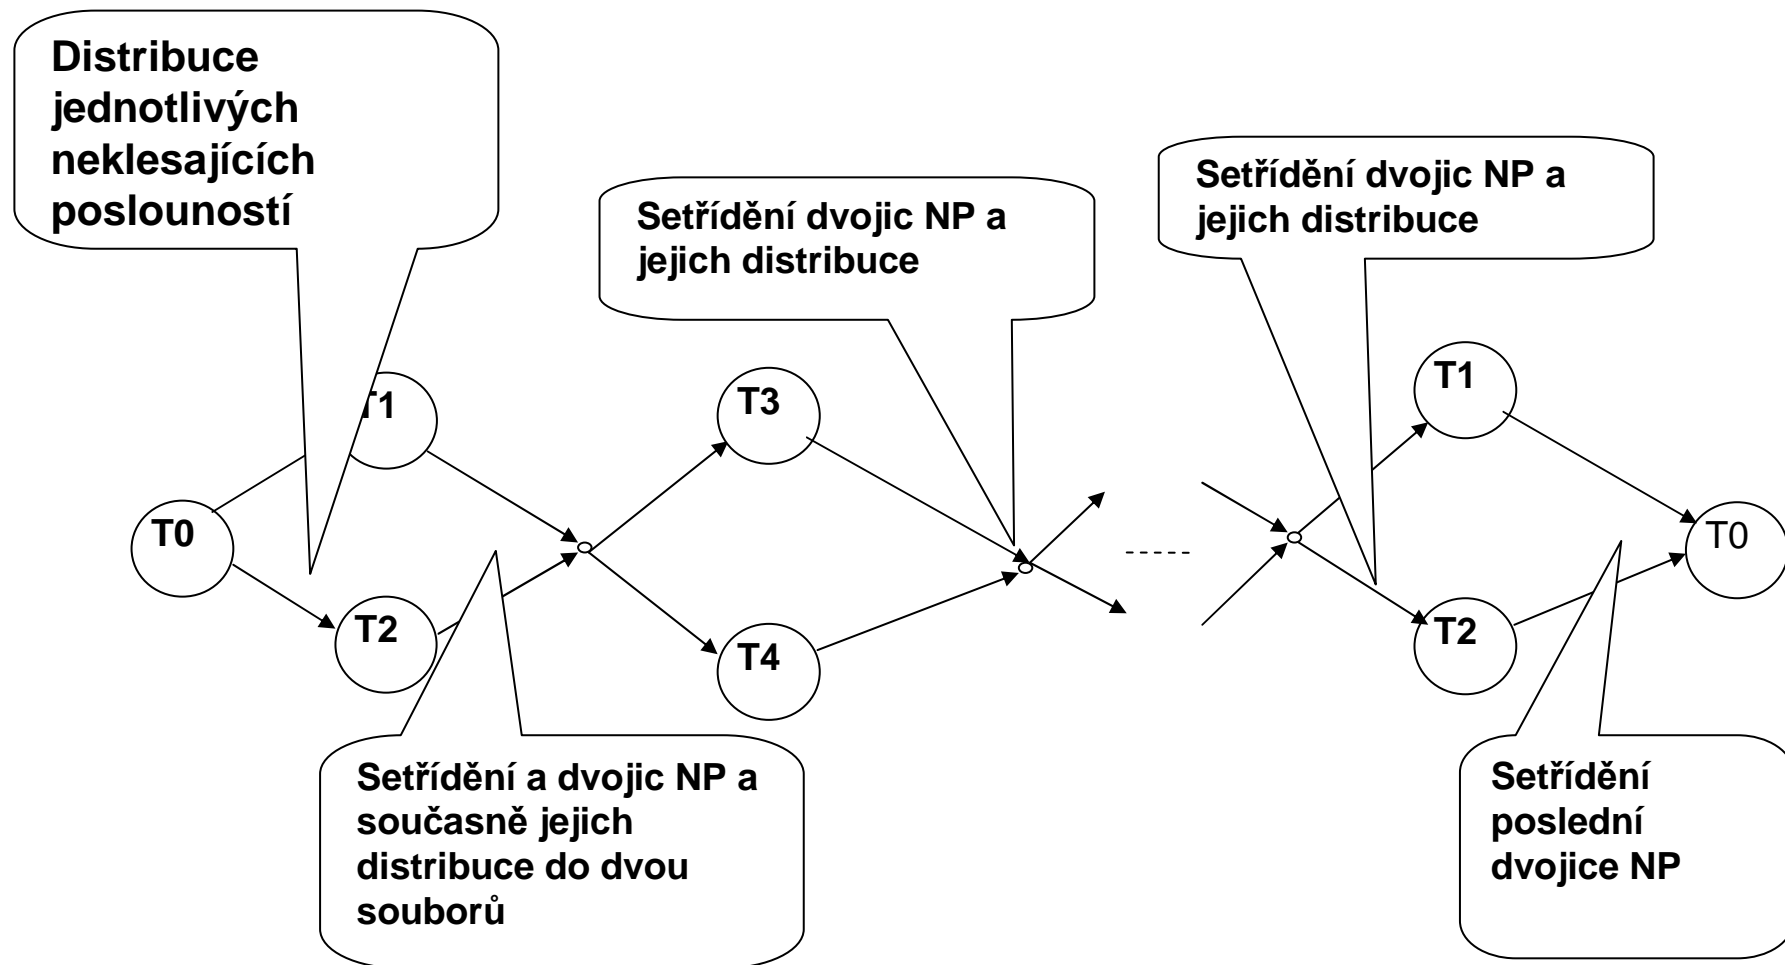 Distribuce
jednotlivých
neklesajících
poslouností
Setřídění dvojic NP a
jejich distribuce
Setřídění dvojic NP a
jejich distribuce
T1
T3
T1
T0
T0
T2
T4
T2
Setřídění a dvojic NP a
současně jejich
distribuce do dvou
souborů
Setřídění
poslední
dvojice NP